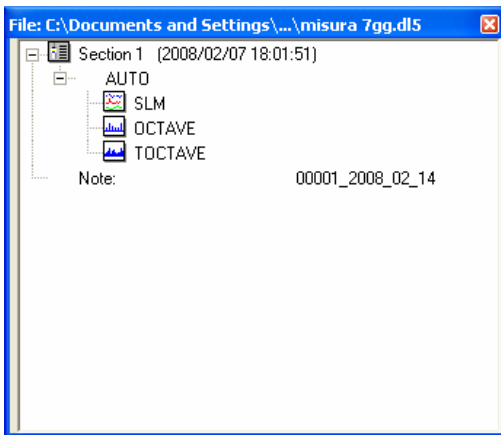 File: C:\Documents and Settings\...\misura 7gg.dl5
Section 1 (2008/02/07 18:01:51)
AUTO
SLM
OCTAVE
TOCTAVE
Note: 00001_2008_02_14